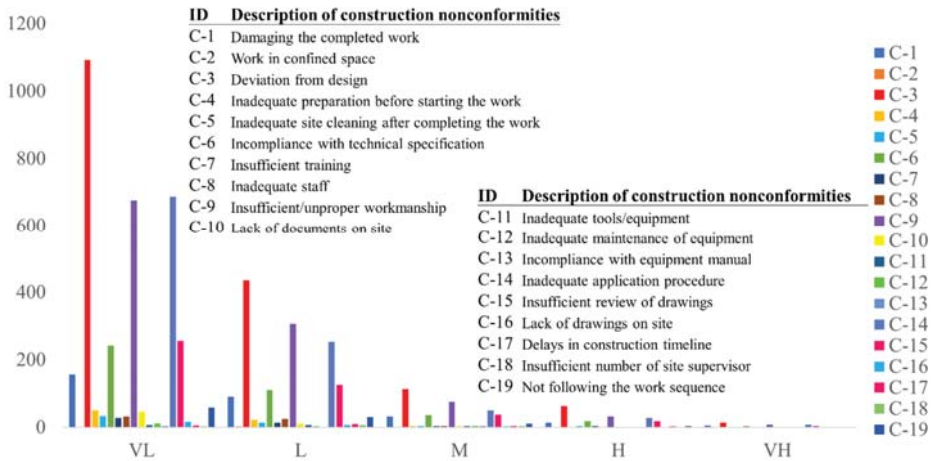 ID Description of construction nonconformities
C-1 Damaging the completed work
C-2 Work in confined space
C-3 Deviation from design
C-4 Inadequate preparation before starting the work
C-5 Inadequate site cleaning after completing the work
C-6 Incompliance with technical specification
C-7 Insufficient training
C-8 Inadequate staff
C-9 Insufficient/unproper workmanship
C-10 Lack of documents on site
ID Description of construction nonconformities
C-11 Inadequate tools/equipment
C-12 Inadequate maintenance of equipment
C-13 Incompliance with equipment manual
C-14 Inadequate application procedure
C-15 Insufficient review of drawings
C-16 Lack of drawings on site
C-17 Delays in construction timeline
C-18 Insufficient number of site supervisor
C-19 Not following the work sequence
1200
1000
800
600
400
200
0
VL L M H VH
C-1
C-2
C-3
C-4
C-5
C-6
C-7
C-8
C-9
C-10
C-11
C-12
C-13
C-14
C-15
C-16
C-17
C-18
C-19